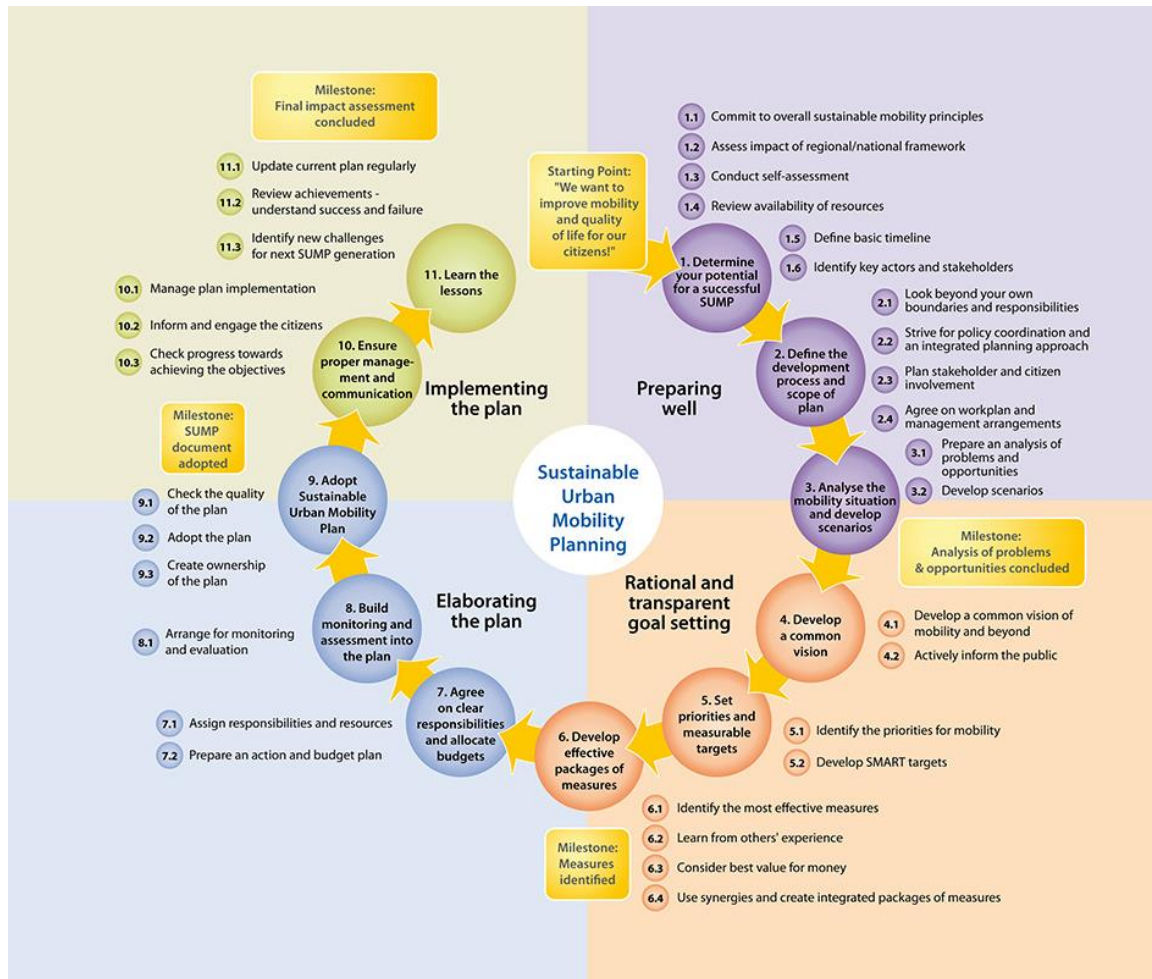 Sustainable
Urban
Mobility
Planning
Starting Point:
"We want to
improve mobility
and quality
of life for our
citizens!"
Preparing
well
1. Determine
your potential
for a successful
SUMP
1.1 Commit to overall sustainable mobility principles
1.2 Assess impact of regional/national framework
1.3 Conduct self-assessment
1.4 Review availability of resources
1.5 Define basic timeline
1.6 Identify key actors and stakeholders
2. Define the
development
process and
scope of
plan
2.1 Look beyond your own
boundaries and responsibilities
2.2 Strive for policy coordination and
an integrated planning approach
2.3 Plan stakeholder and citizen
involvement
2.4 Agree on workplan and
management arrangements
3. Analyse the
mobility situation
and develop
scenarios
3.1 Prepare an analysis of
problems and
opportunities
3.2 Develop scenarios
Milestone:
Analysis of problems
& opportunities concluded
Rational and
transparent
goal setting
4. Develop
a common
vision
4.1 Develop a common vision of
mobility and beyond
4.2 Actively inform the public
5. Set
priorities and
measurable
targets
5.1 Identify the priorities for mobility
5.2 Develop SMART targets
6. Develop
effective
packages of
measures
6.1 Identify the most effective measures
6.2 Learn from others' experience
6.3 Consider best value for money
6.4 Use synergies and create integrated packages of measures
Milestone:
Measures
identified
Elaborating
the plan
7. Agree
on clear
responsibilities
and allocate
budgets
7.1 Assign responsibilities and resources
7.2 Prepare an action and budget plan
8. Build
monitoring and
assessment into
the plan
8.1 Arrange for monitoring
and evaluation
9. Adopt
Sustainable
Urban Mobility
Plan
9.1 Check the quality
of the plan
9.2 Adopt the plan
9.3 Create ownership
of the plan
Milestone:
SUMP
document
adopted
Implementing
the plan
10. Ensure
proper manage-
ment and
communication
10.1 Manage plan implementation
10.2 Inform and engage the citizens
10.3 Check progress towards
achieving the objectives
11. Learn the
lessons
11.1 Update current plan regularly
11.2 Review achievements -
understand success and failure
11.3 Identify new challenges
for next SUMP generation
Milestone:
Final impact assessment
concluded